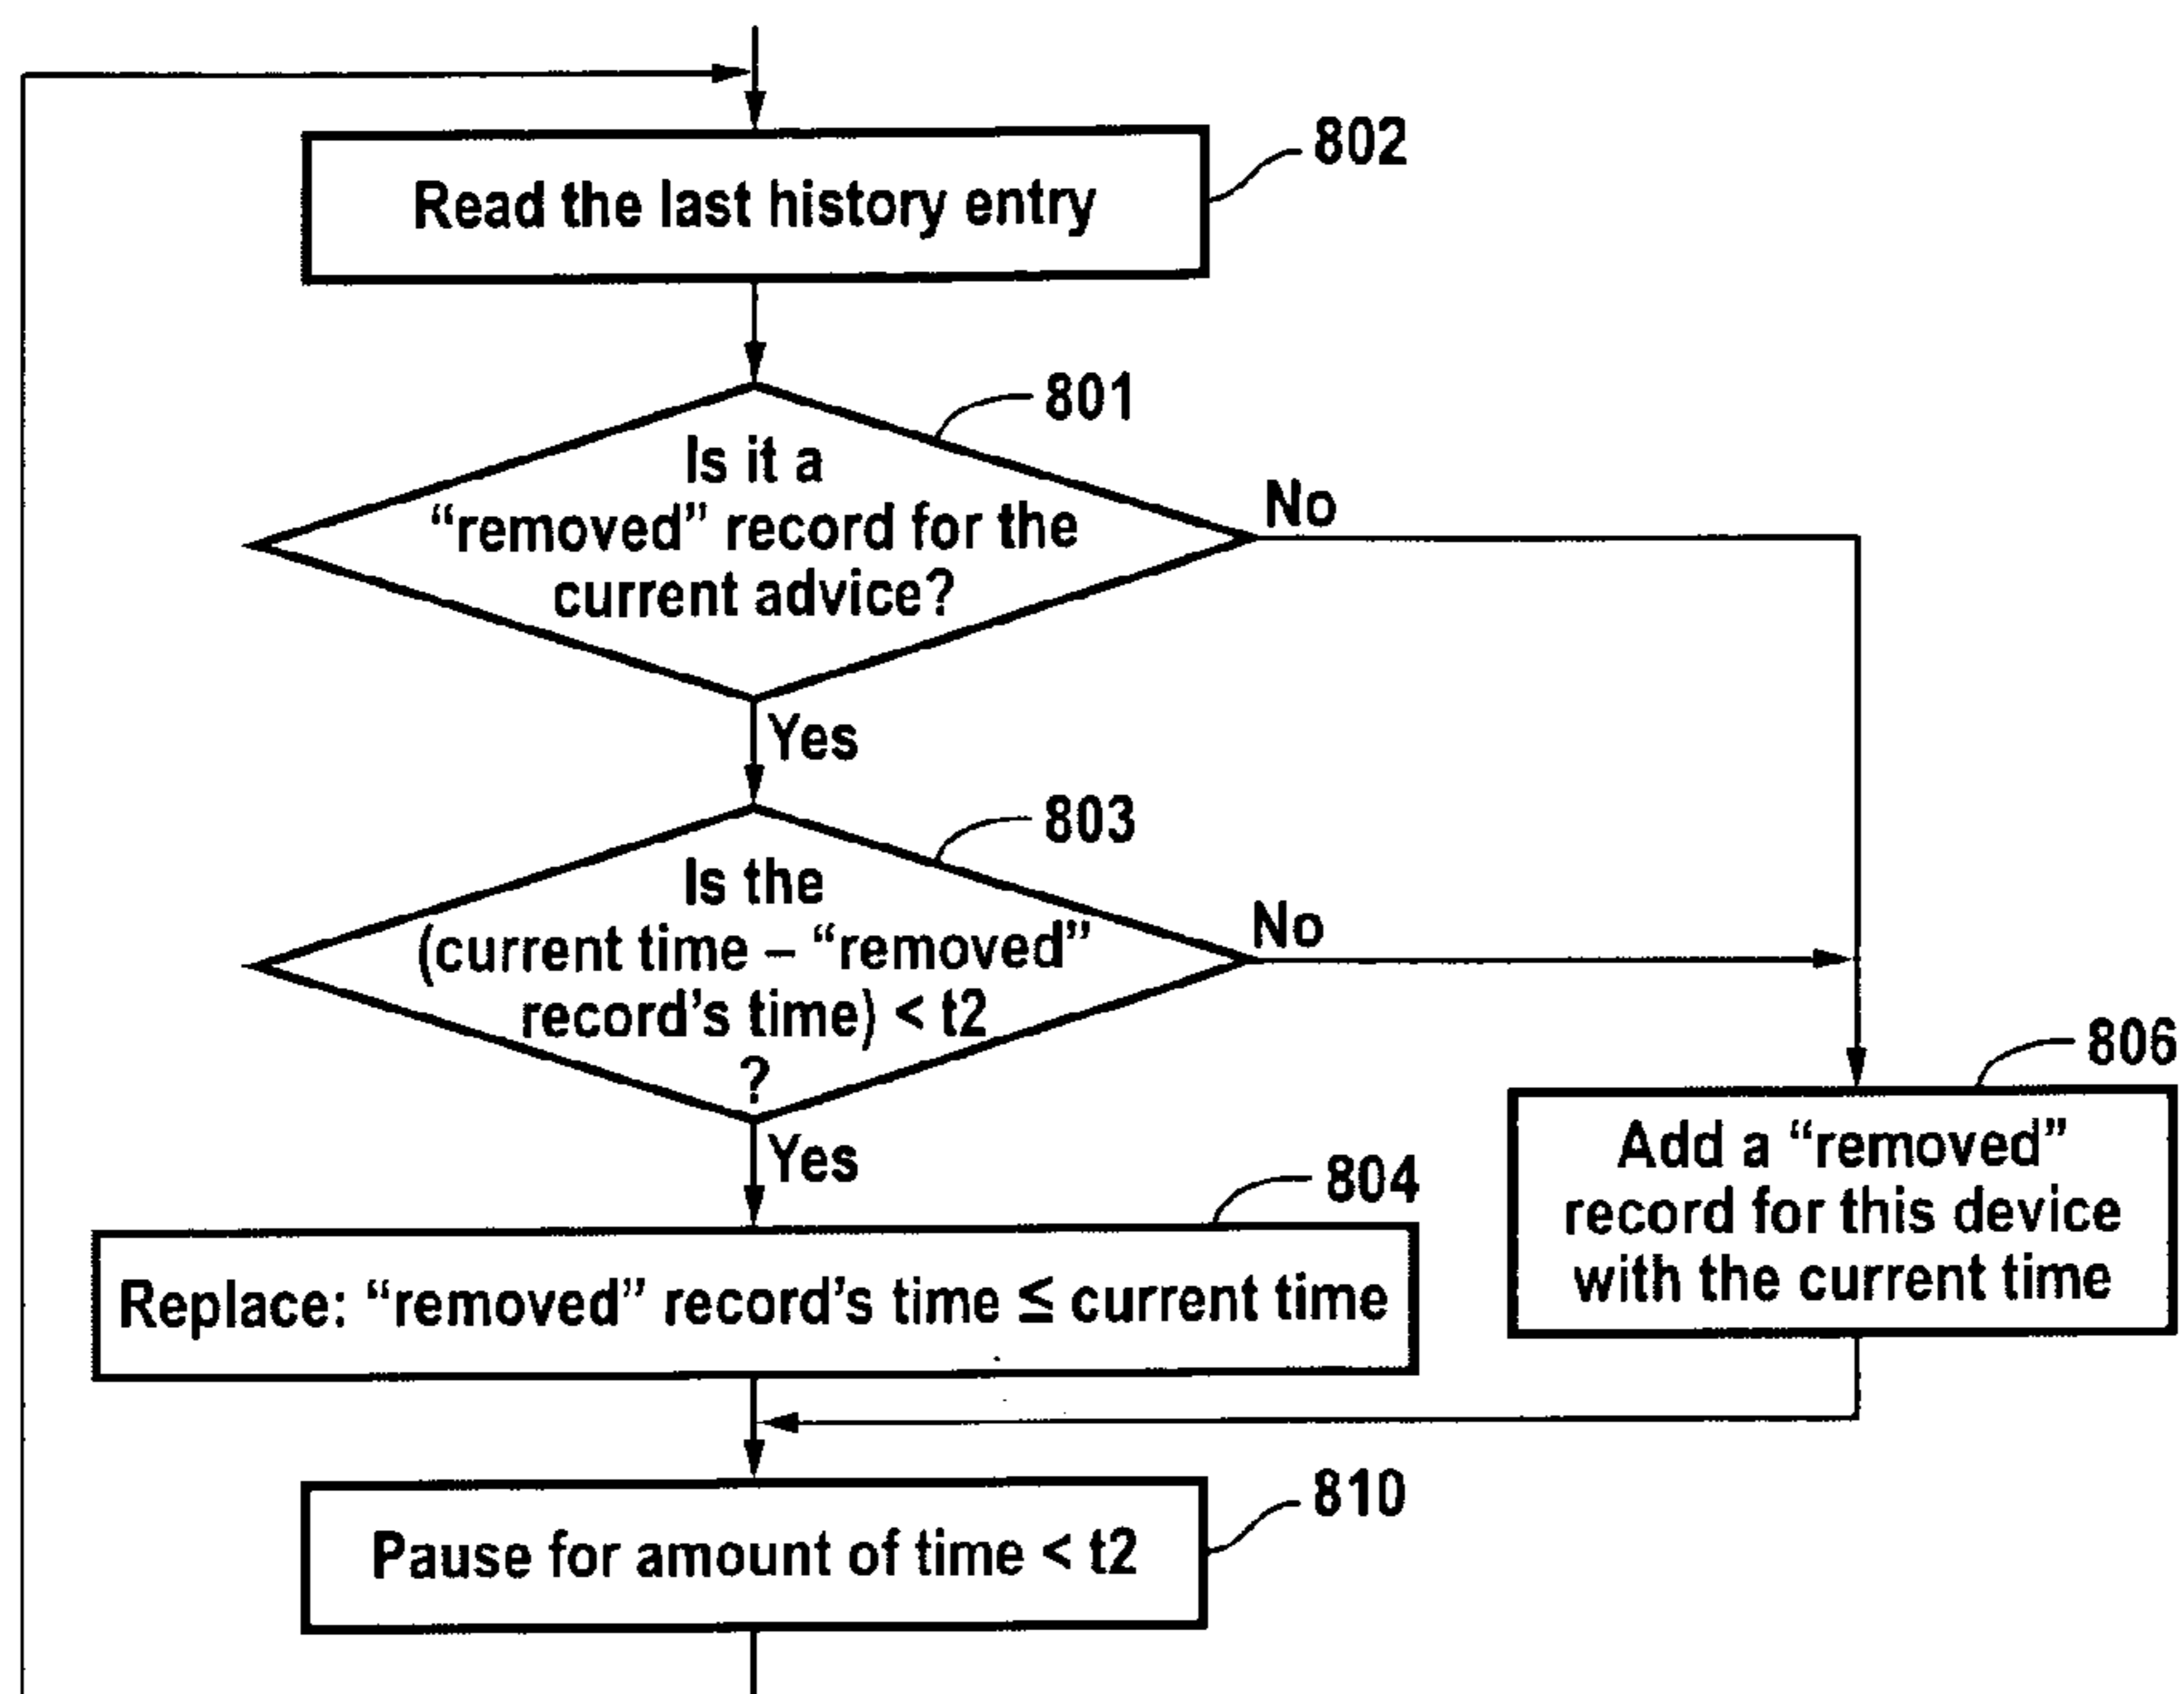 802
Read the last history entry
801
Is it a
“removed” record for the
current advice?
No
Yes
803
Is the
(current time – “removed”
record’s time) < t2
?
No
Yes
806
Add a “removed”
record for this device
with the current time
804
Replace: “removed” record’s time ≤ current time
810
Pause for amount of time < t2